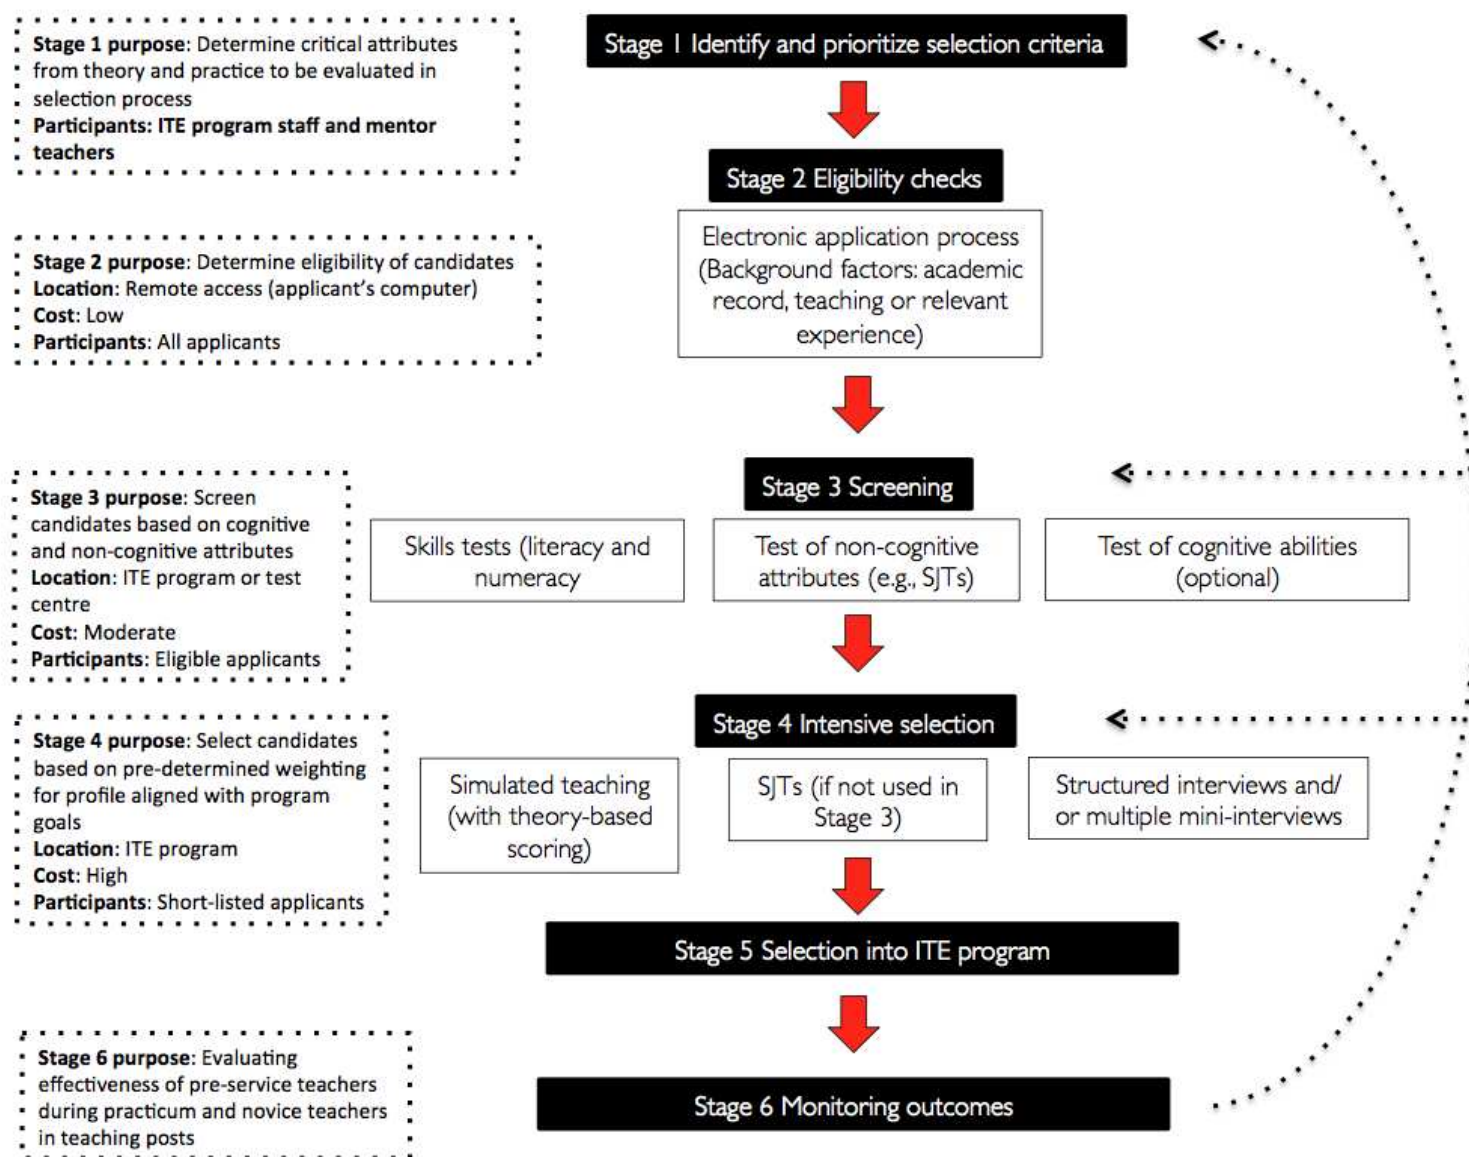 Stage 1 purpose: Determine critical attributes
from theory and practice to be evaluated in
selection process
Participants: ITE program staff and mentor
teachers
Stage 1 Identify and prioritize selection criteria
Stage 2 Eligibility checks
Electronic application process
(Background factors: academic
record, teaching or relevant
experience)
Stage 2 purpose: Determine eligibility of candidates
Location: Remote access (applicant's computer)
Cost: Low
Participants: All applicants
Stage 3 Screening
Stage 3 purpose: Screen
candidates based on cognitive
and non-cognitive attributes
Location: ITE program or test
centre
Cost: Moderate
Participants: Eligible applicants
Skills tests (literacy and
numeracy
Test of non-cognitive
attributes (e.g., SJTs)
Test of cognitive abilities
(optional)
Stage 4 Intensive selection
Stage 4 purpose: Select candidates
based on pre-determined weighting
for profile aligned with program
goals
Location: ITE program
Cost: High
Participants: Short-listed applicants
Simulated teaching
(with theory-based
scoring)
SJTs (if not used in
Stage 3)
Structured interviews and/
or multiple mini-interviews
Stage 5 Selection into ITE program
Stage 6 purpose: Evaluating
effectiveness of pre-service teachers
during practicum and novice teachers
in teaching posts
Stage 6 Monitoring outcomes